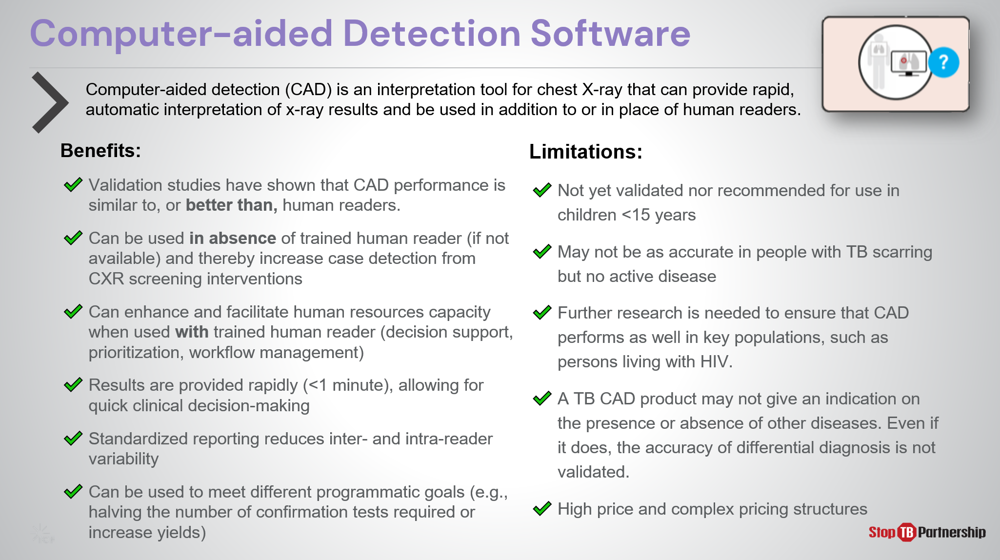 Computer-aided Detection Software
?
Computer-aided detection (CAD) is an interpretation tool for chest X-ray that can provide rapid,
automatic interpretation of x-ray results and be used in addition to or in place of human readers.
Benefits:
Validation studies have shown that CAD performance is
similar to, or better than, human readers.
Can be used in absence of trained human reader (if not
available) and thereby increase case detection from
CXR screening interventions
Can enhance and facilitate human resources capacity
when used with trained human reader (decision support,
prioritization, workflow management)
Results are provided rapidly (<1 minute), allowing for
quick clinical decision-making
Standardized reporting reduces inter- and intra-reader
variability
Can be used to meet different programmatic goals (e.g.,
halving the number of confirmation tests required or
increase yields)
Limitations:
Not yet validated nor recommended for use in
children <15 years
May not be as accurate in people with TB scarring
but no active disease
Further research is needed to ensure that CAD
performs as well in key populations, such as
persons living with HIV.
A TB CAD product may not give an indication on
the presence or absence of other diseases. Even if
it does, the accuracy of differential diagnosis is not
validated.
High price and complex pricing structures
Stop TB Partnership